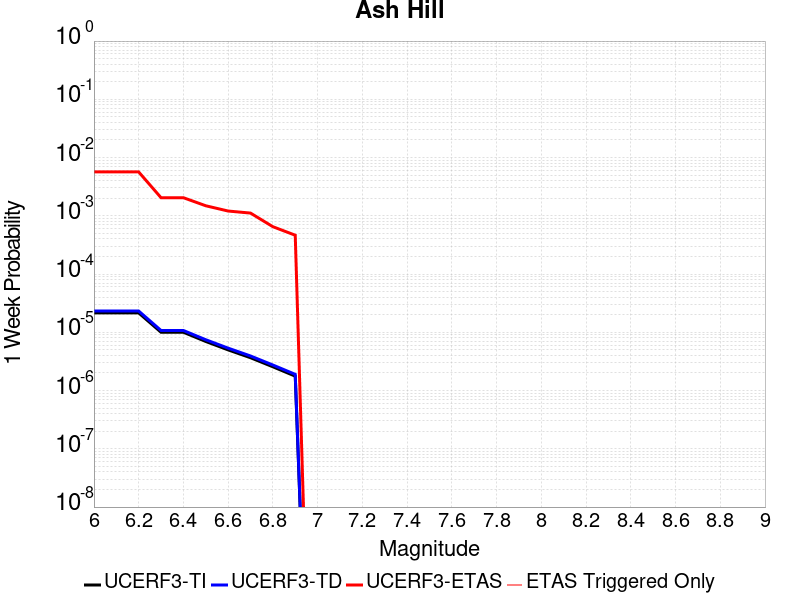 Ash Hill
10^0
10^-1
10^-2
10^-3
10^-4
10^-5
10^-6
10^-7
10^-8
1 Week Probability
6 6.2 6.4 6.6 6.8 7 7.2 7.4 7.6 7.8 8 8.2 8.4 8.6 8.8 9
Magnitude
UCERF3-TI UCERF3-TD UCERF3-ETAS ETAS Triggered Only